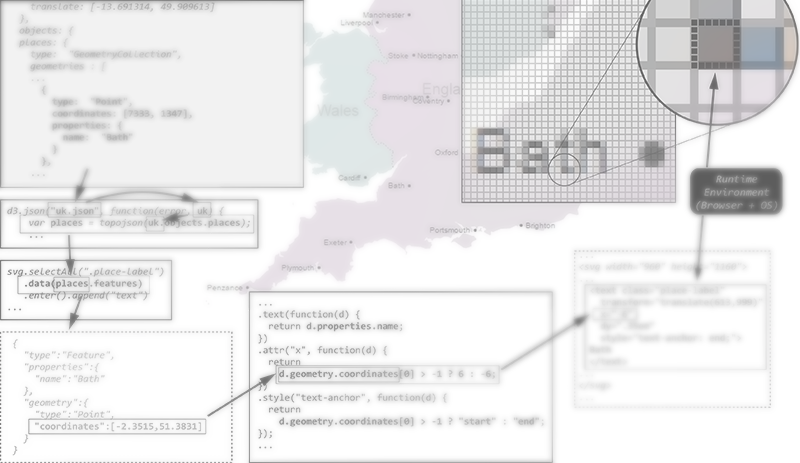 translate: [-13.691314, 49.909613]
},
objects: {
places: {
type: "GeometryCollection",
geometries : [
...
{
type: "Point",
coordinates: [7555, 1307],
properties: {
name: "Bath"
}
},
...
d3.json("uk.json", function(error, uk) {
var places = topojson(uk.objects.places);
...
svg.selectAll(".place-label")
.data(places.features)
.enter().append("text")
...
{
"type":"Feature",
"properties":{
"name":"Bath"
},
"geometry":{
"type":"Point",
"coordinates":[-2.3515,51.3831]
}
}
...
.text(function(d) {
return d.properties.name;
})
.attr("x", function(d) {
return
d.geometry.coordinates[0] > -1 ? 6 : -6;
})
.style("text-anchor", function(d) {
return
d.geometry.coordinates[0] > -1 ? "start" : "end";
});
...
Manchester
Liverpool
Stoke
Nottingham
Birmingham
Coventry
England
Wales
Oxford
Cardiff
Bath
Exeter
Plymouth
Penzance
Portsmouth
Brighton
Bath
Runtime
Environment
(Browser + OS)
...
...